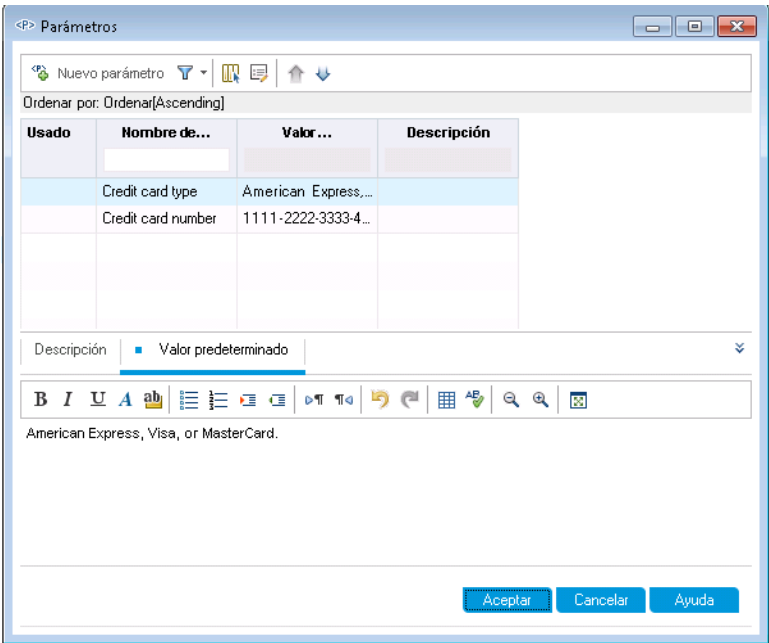 <P> Parámetros
Nuevo parámetro
Ordenar por: Ordenar[Ascending]
Usado Nombre de... Valor... Descripción
Credit card type American Express,...
Credit card number 1111-2222-3333-4...
Descripción Valor predeterminado
B I U A ab
American Express, Visa, or MasterCard.
Aceptar Cancelar Ayuda